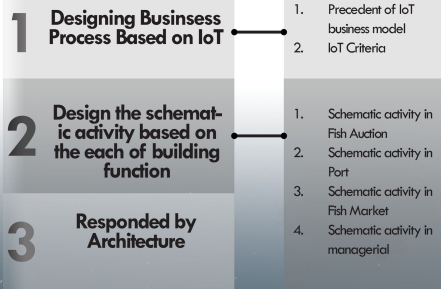 1
Designing Businsess
Process Based on IoT
1. Precedent of IoT
business model
2. IoT Criteria
2
Design the schemat-
ic activity based on
the each of building
function
1. Schematic activity in
Fish Auction
2. Schematic activity in
Port
3. Schematic activity in
Fish Market
4. Schematic activity in
managerial
3
Responded by
Architecture